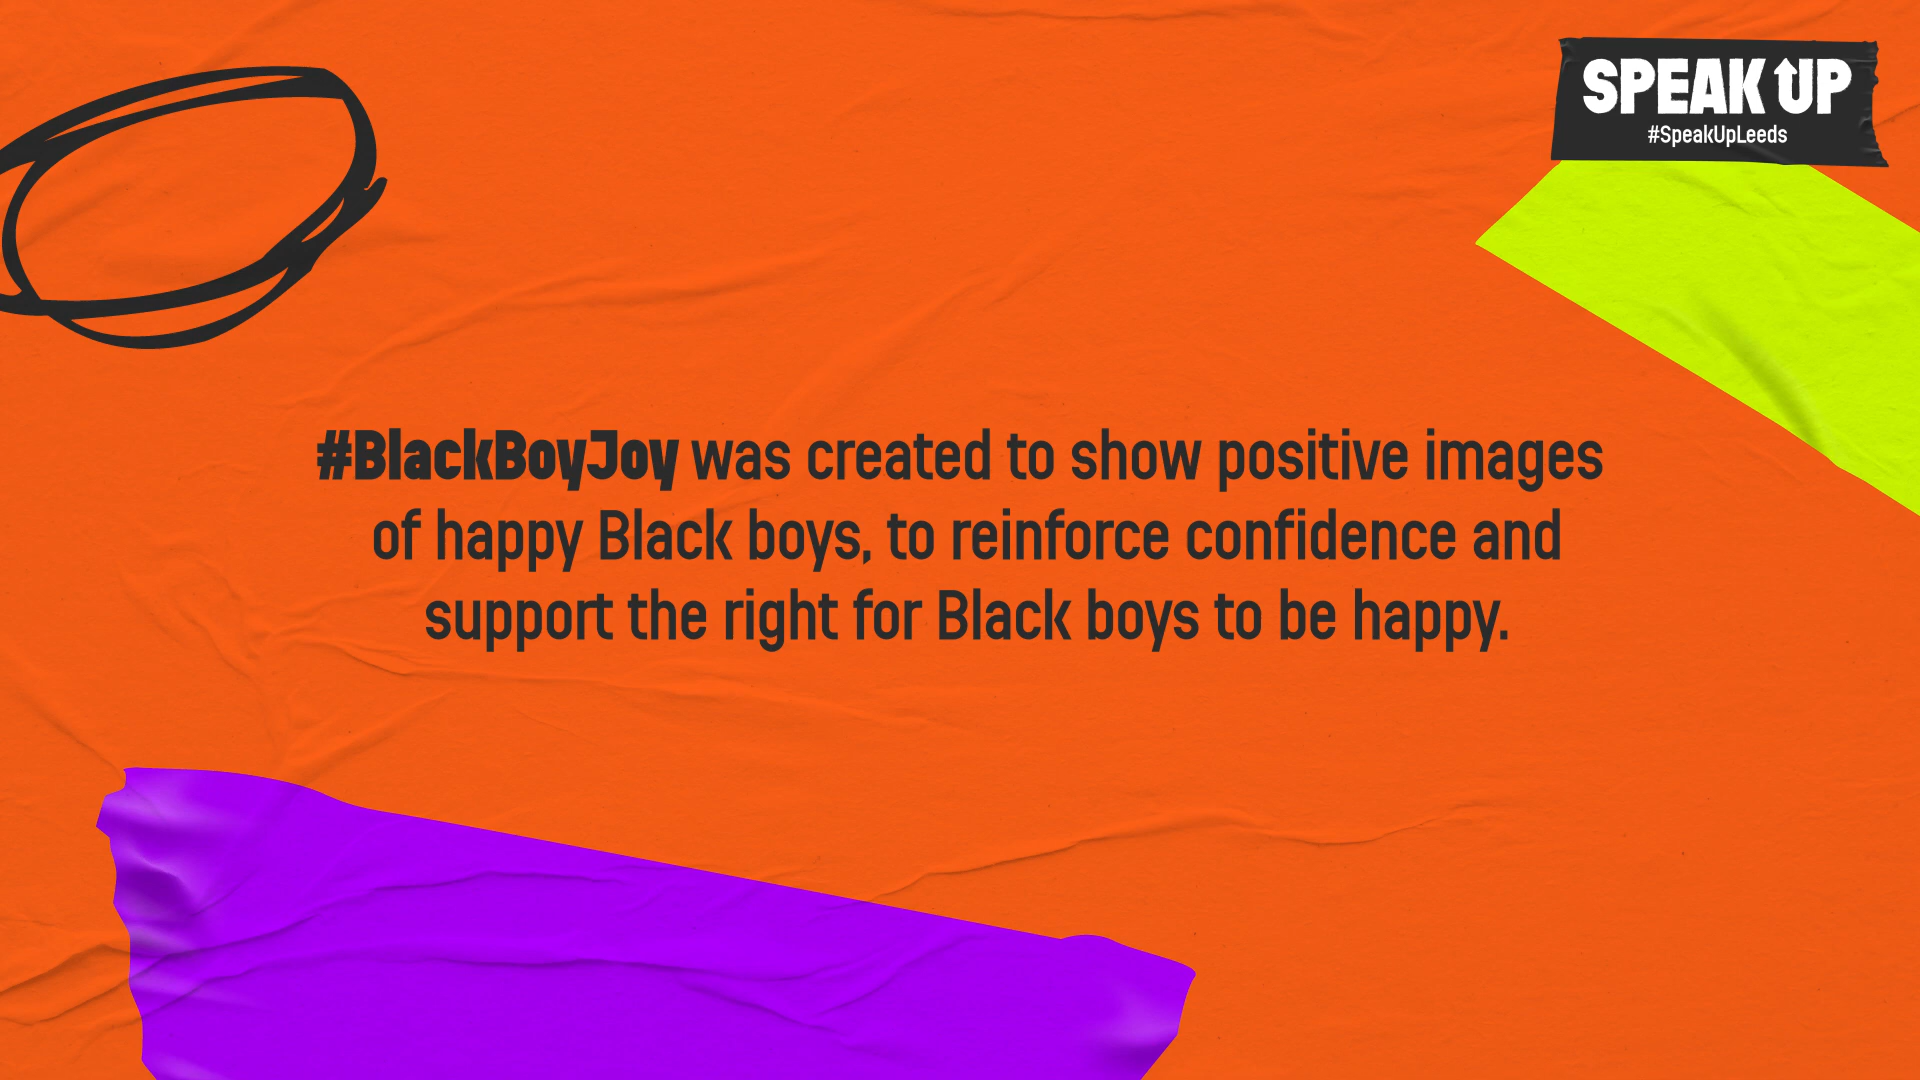 SPEAK UP
#SpeakUpLeeds
#BlackBoyJoy was created to show positive images
of happy Black boys, to reinforce confidence and
support the right for Black boys to be happy.